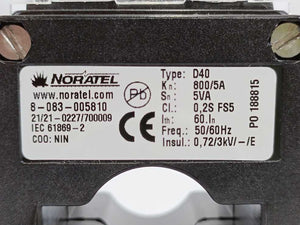 NORATEL
www.noratel.com
8-083-005810
21/21-0227/700009
IEC 61869-2
COO: NIN
Pb
CE
Type: D40
Kn: 800/5A
Sn: 5VA
Cl.: 0,2S FS5
Im: 60.In
Freq.: 50/60Hz
Insul.: 0,72/3kV/-/E
PO 188815